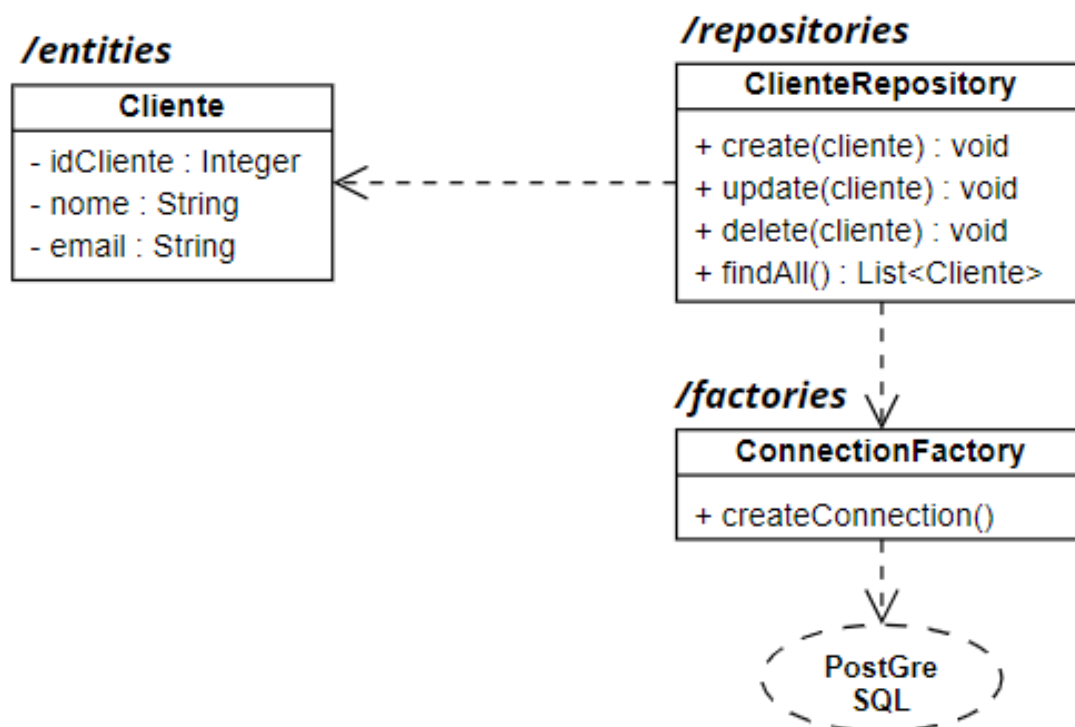 /entities
Cliente
- idCliente : Integer
- nome : String
- email : String
/repositories
ClienteRepository
+ create(cliente) : void
+ update(cliente) : void
+ delete(cliente) : void
+ findAll() : List<Cliente>
/factories
ConnectionFactory
+ createConnection()
PostGre
SQL